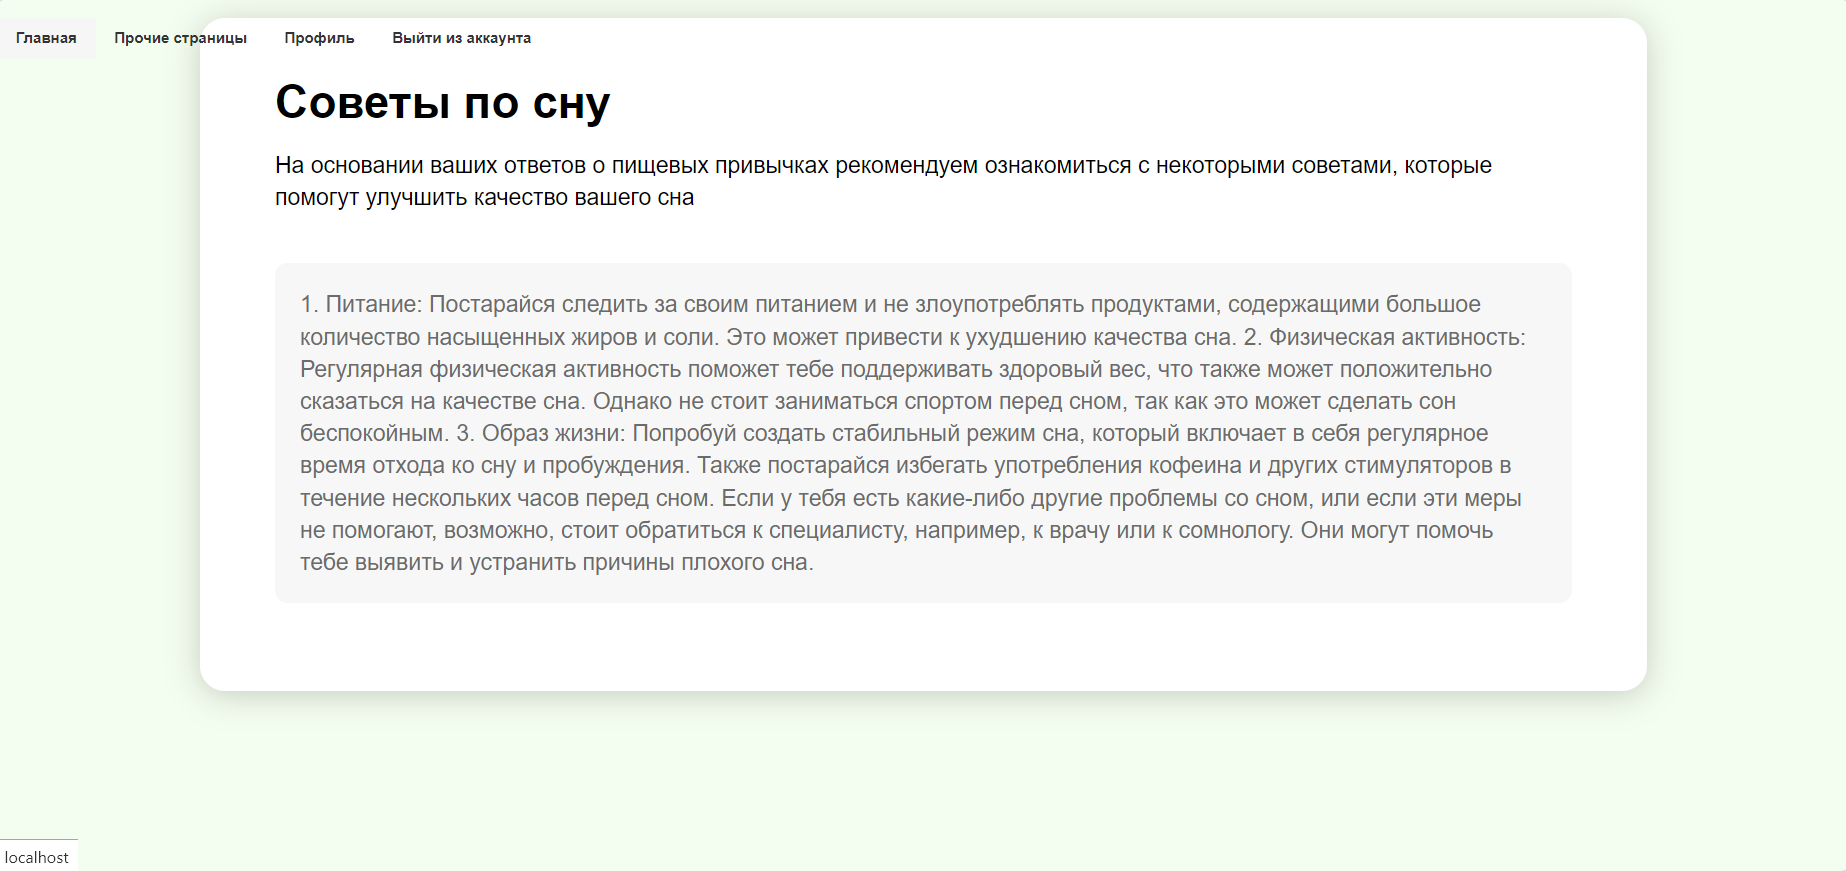 Главная Прочие страницы Профиль Выйти из аккаунта
Советы по сну
На основании ваших ответов о пищевых привычках рекомендуем ознакомиться с некоторыми советами, которые
помогут улучшить качество вашего сна
1. Питание: Постарайся следить за своим питанием и не злоупотреблять продуктами, содержащими большое
количество насыщенных жиров и соли. Это может привести к ухудшению качества сна. 2. Физическая активность:
Регулярная физическая активность поможет тебе поддерживать здоровый вес, что также может положительно
сказаться на качестве сна. Однако не стоит заниматься спортом перед сном, так как это может сделать сон
беспокойным. 3. Образ жизни: Попробуй создать стабильный режим сна, который включает в себя регулярное
время отхода ко сну и пробуждения. Также постарайся избегать употребления кофеина и других стимуляторов в
течение нескольких часов перед сном. Если у тебя есть какие-либо другие проблемы со сном, или если эти меры
не помогают, возможно, стоит обратиться к специалисту, например, к врачу или к сомнологу. Они могут помочь
тебе выявить и устранить причины плохого сна.
localhost